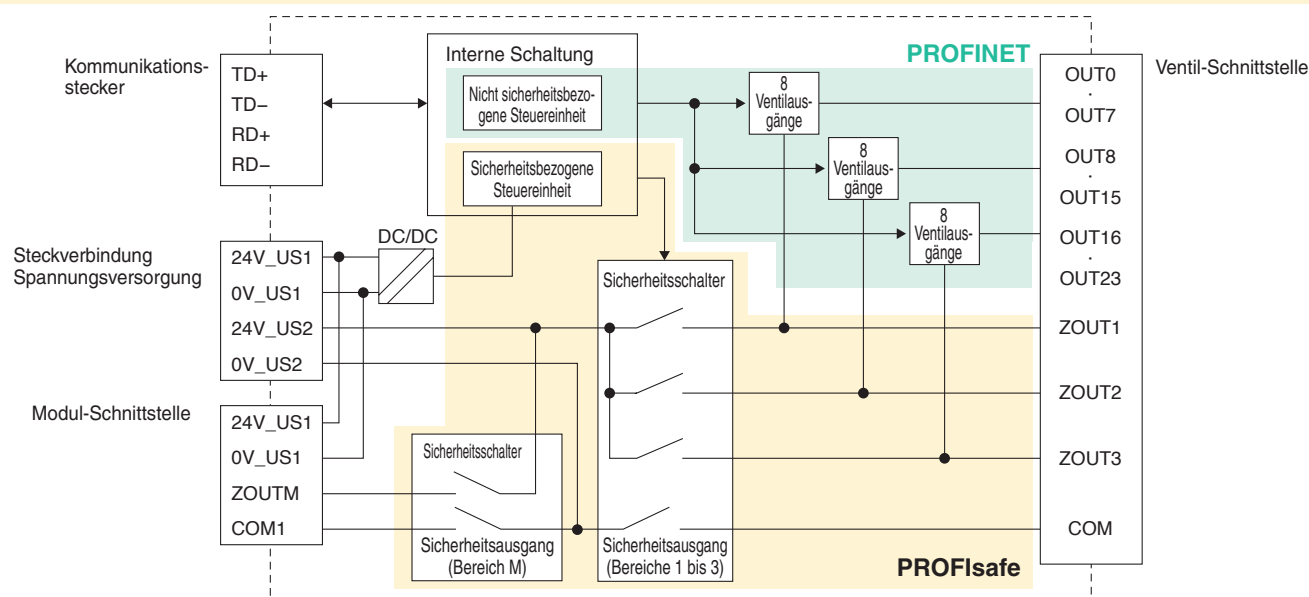 Kommunikations-
stecker
TD+
TD−
RD+
RD−
Interne Schaltung
Nicht sicherheitsbezo-
gene Steuereinheit
Sicherheitsbezogene
Steuereinheit
PROFINET
8
Ventilaus-
gänge
8
Ventilaus-
gänge
8
Ventilaus-
gänge
OUT0
.
OUT7
OUT8
.
OUT15
OUT16
.
OUT23
ZOUT1
ZOUT2
ZOUT3
COM
Ventil-Schnittstelle
Steckverbindung
Spannungsversorgung
24V_US1
0V_US1
24V_US2
0V_US2
DC/DC
Sicherheitsschalter
Sicherheitsausgang
(Bereiche 1 bis 3)
Modul-Schnittstelle
24V_US1
0V_US1
ZOUTM
COM1
Sicherheitsschalter
Sicherheitsausgang
(Bereich M)
PROFIsafe